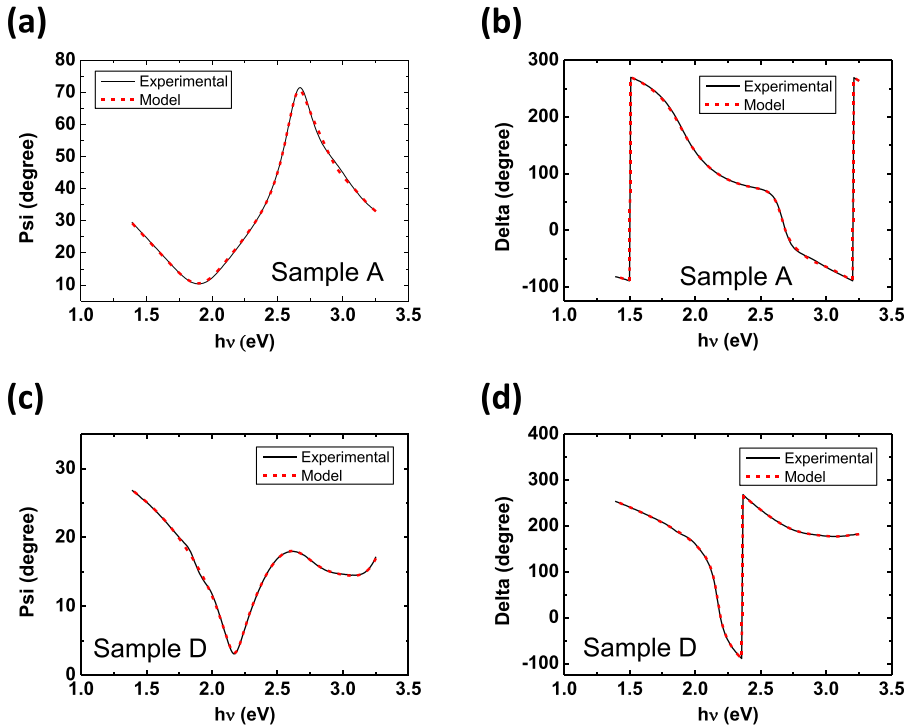 (a)
80
70
60
50
40
30
20
10
Psi (degree)
Experimental
Model
Sample A
1.0 1.5 2.0 2.5 3.0 3.5
hν (eV)
(b)
300
200
100
0
-100
Delta (degree)
Experimental
Model
Sample A
1.0 1.5 2.0 2.5 3.0 3.5
hν (eV)
(c)
30
20
10
0
Psi (degree)
Experimental
Model
Sample D
1.0 1.5 2.0 2.5 3.0 3.5
hν (eV)
(d)
400
300
200
100
0
-100
Delta (degree)
Experimental
Model
Sample D
1.0 1.5 2.0 2.5 3.0 3.5
hν (eV)